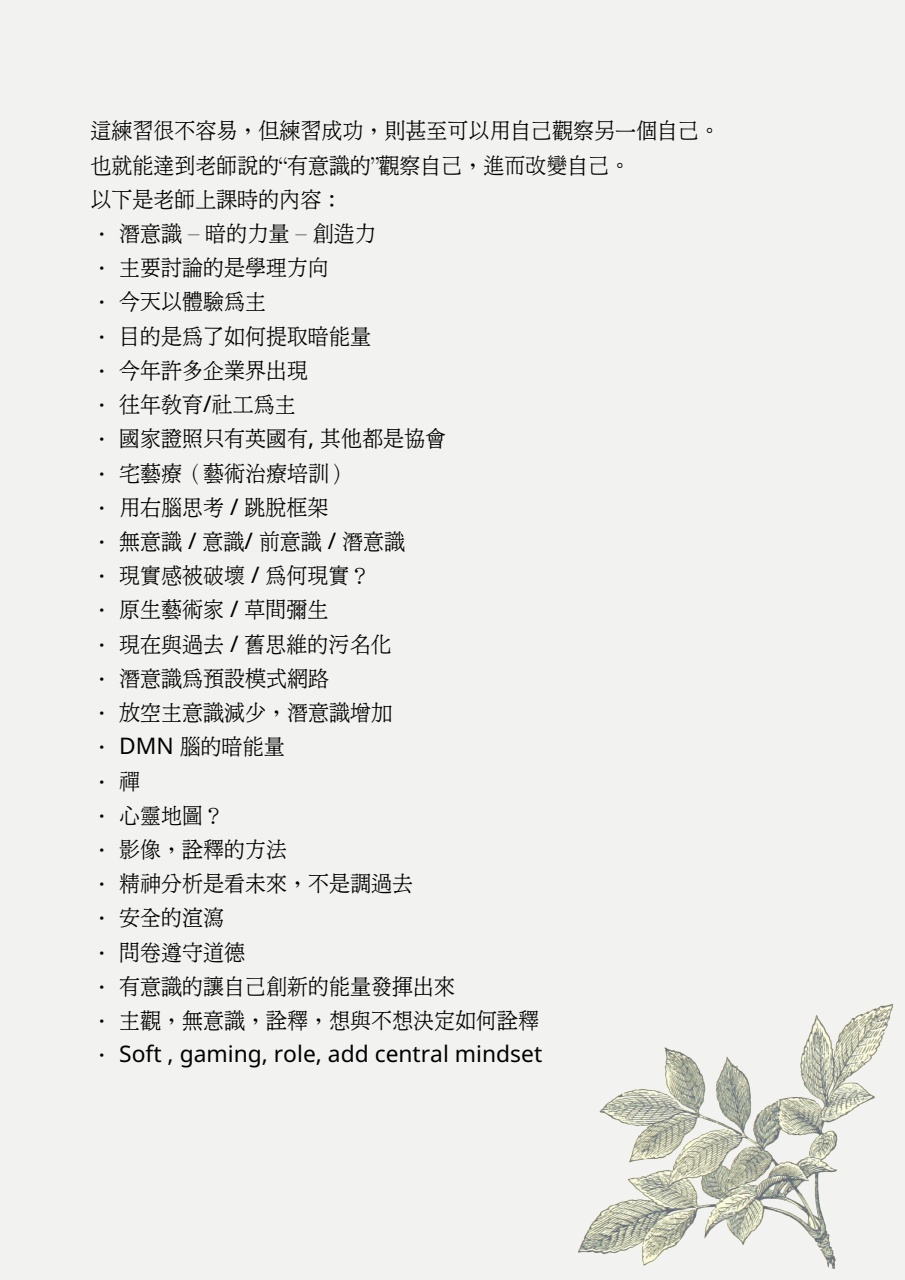 這練習很不容易，但練習成功，則甚至可以用自己觀察另一個自己。
也就能達到老師說的“有意識的”觀察自己，進而改變自己。
以下是老師上課時的內容：
· 潛意識 – 暗的力量 – 創造力
· 主要討論的是學理方向
· 今天以體驗為主
· 目的是為了如何提取暗能量
· 今年許多企業界出現
· 往年教育/社工為主
· 國家證照只有英國有, 其他都是協會
· 宅藝療（藝術治療培訓）
· 用右腦思考 / 跳脫框架
· 無意識 / 意識/ 前意識 / 潛意識
· 現實感被破壞 / 為何現實？
· 原生藝術家 / 草間彌生
· 現在與過去 / 舊思維的污名化
· 潛意識為預設模式網路
· 放空主意識減少，潛意識增加
· DMN 腦的暗能量
· 禪
· 心靈地圖？
· 影像，詮釋的方法
· 精神分析是看未來，不是調過去
· 安全的渲瀉
· 問卷遵守道德
· 有意識的讓自己創新的能量發揮出來
· 主觀，無意識，詮釋，想與不想決定如何詮釋
· Soft , gaming, role, add central mindset